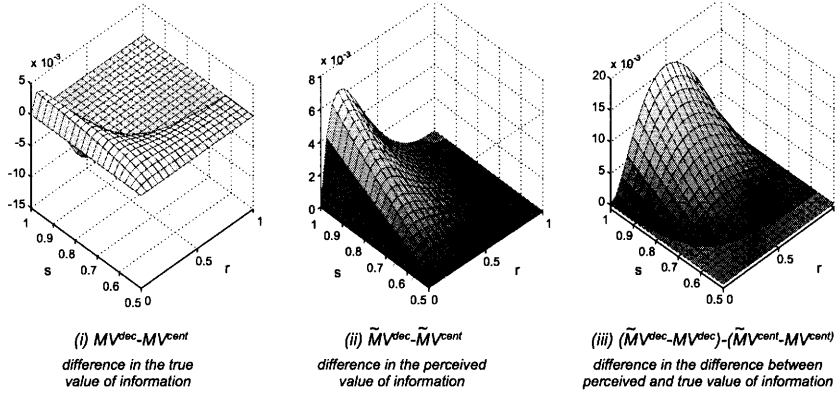 x 10⁻³
5
0
-5
-10
-15
1
0.9
0.8
0.7
0.6
0.5
0
0.5
1
s
r
x 10⁻³
8
6
4
2
0
1
0.9
0.8
0.7
0.6
0.5
0
0.5
1
s
r
x 10⁻³
20
15
10
5
0
1
0.9
0.8
0.7
0.6
0.5
0
0.5
1
s
r
(i) MV^dec-MV^cent
difference in the true
value of information
(ii) M̃V^dec-M̃V^cent
difference in the perceived
value of information
(iii) (M̃V^dec-MV^dec)-(M̃V^cent-MV^cent)
difference in the difference between
perceived and true value of information